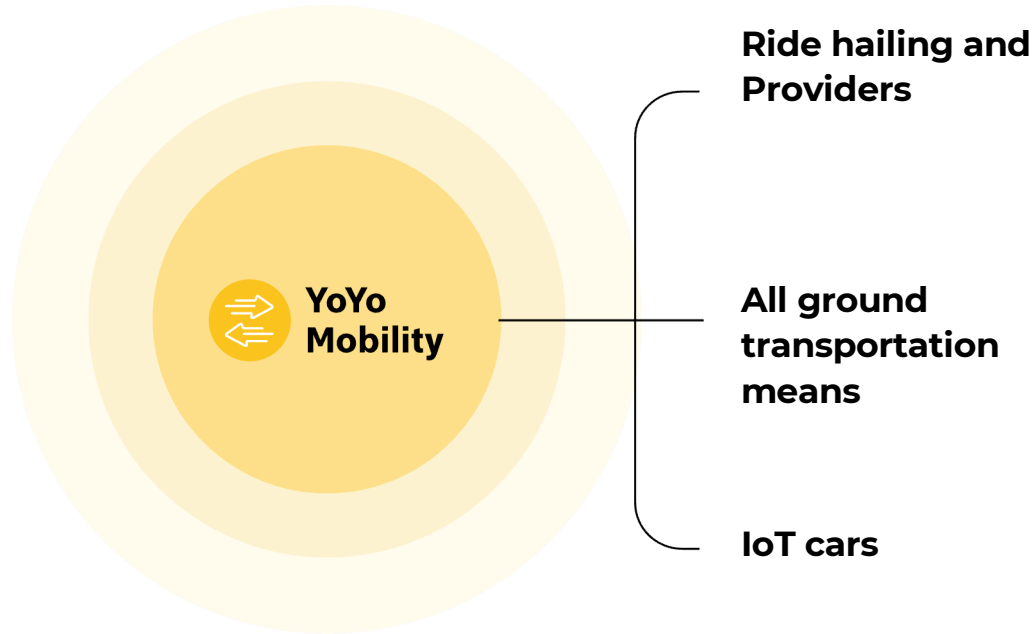 Ride hailing and
Providers
YoYo
Mobility
All ground
transportation
means
IoT cars